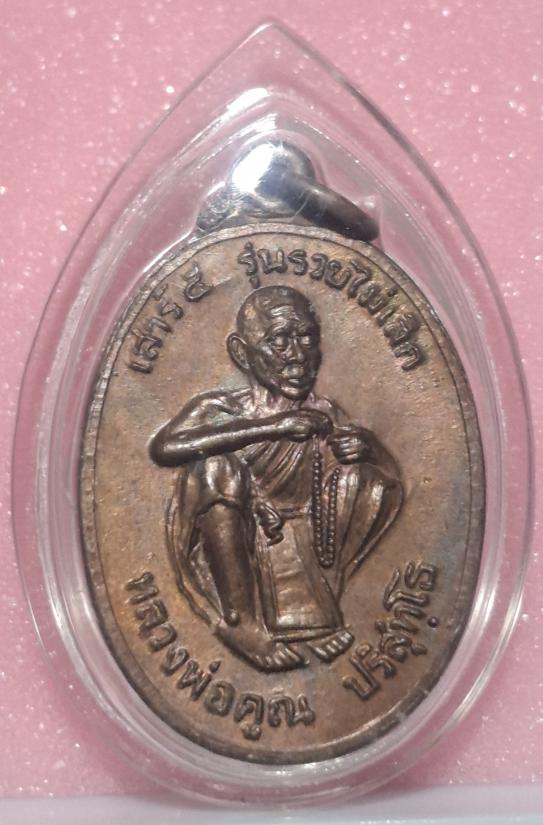 เสาร์ ๕ รุ่นรวยไม่เลิก
หลวงพ่อคูณ ปริสุทฺโธ